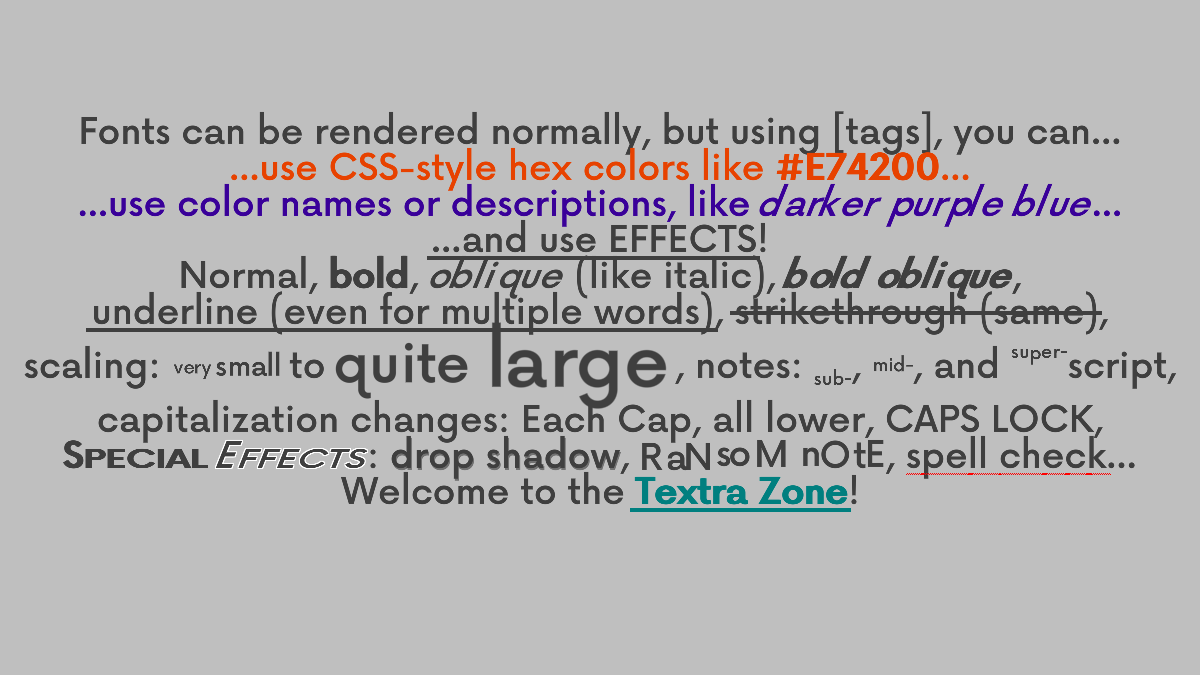 Fonts can be rendered normally, but using [tags], you can...
...use CSS-style hex colors like #E74200...
...use color names or descriptions, like darker purple blue...
...and use EFFECTS!
Normal, bold, oblique (like italic), bold oblique,
underline (even for multiple words), strikethrough (same),
scaling: very small to quite large, notes: sub-, mid-, and super-script,
capitalization changes: Each Cap, all lower, CAPS LOCK,
SPECIAL EFFECTS: drop shadow, RaNsoM nOtE, spell check...
Welcome to the Textra Zone!